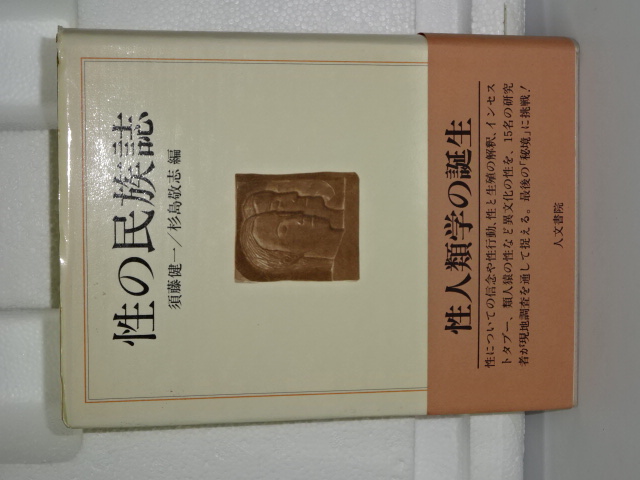 性の民族誌
須藤健一／杉島敬志 編
性人類学の誕生
性についての信念や性行動、性と生殖の解釈、インセス
トタブー、類人猿の性など異文化の性を、15名の研究
者が現地調査を通して捉える。最後の「秘境」に挑戦！
人文書院